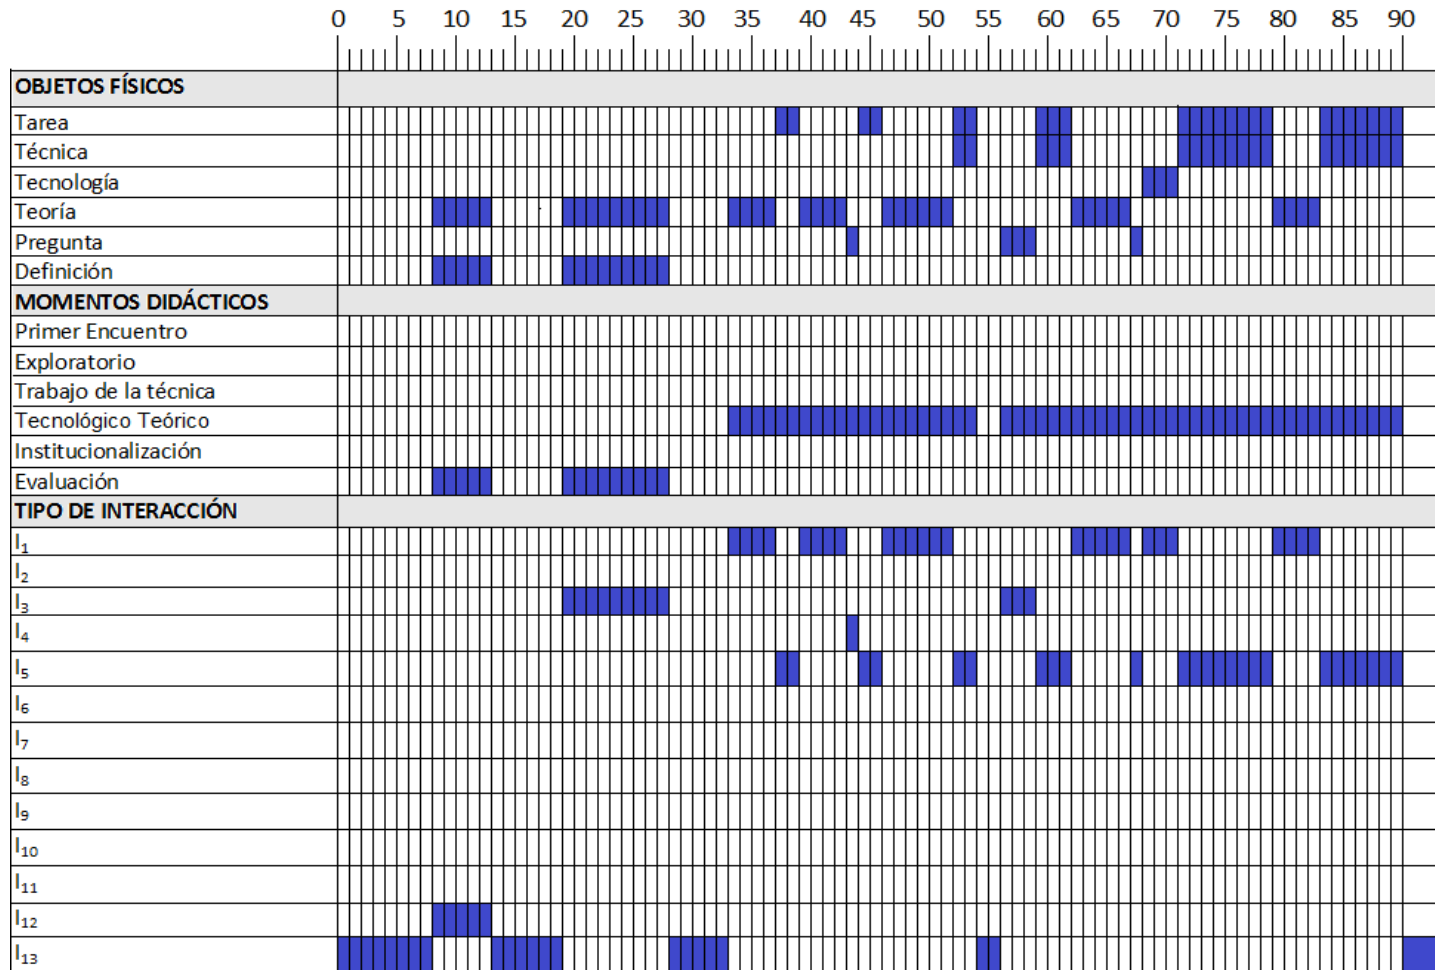 0 5 10 15 20 25 30 35 40 45 50 55 60 65 70 75 80 85 90
OBJETOS FÍSICOS
Tarea
Técnica
Tecnología
Teoría
Pregunta
Definición
MOMENTOS DIDÁCTICOS
Primer Encuentro
Exploratorio
Trabajo de la técnica
Tecnológico Teórico
Institucionalización
Evaluación
TIPO DE INTERACCIÓN
I₁
I₂
I₃
I₄
I₅
I₆
I₇
I₈
I₉
I₁₀
I₁₁
I₁₂
I₁₃